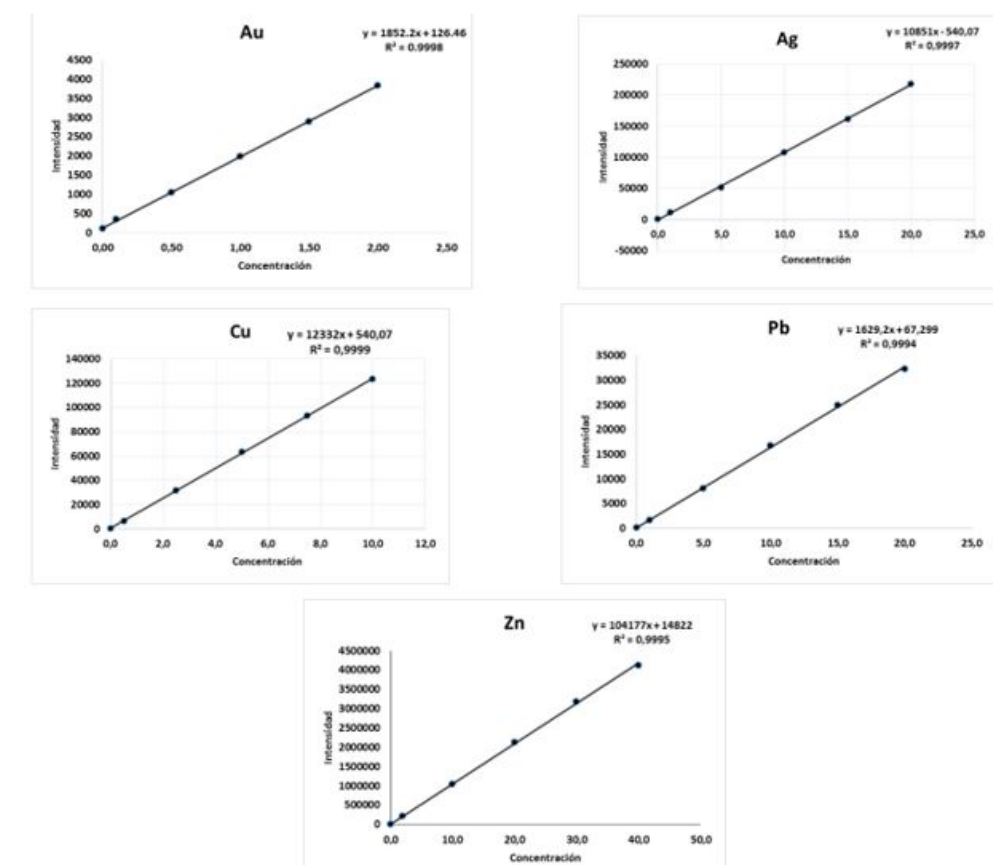 Au
y = 1852.2x + 126.46
R² = 0.9998
4500
4000
3500
3000
2500
2000
1500
1000
500
0
Intensidad
0,00 0,50 1,00 1,50 2,00 2,50
Concentración
Ag
y = 10851x - 540,07
R² = 0,9997
250000
200000
150000
100000
50000
0
-50000
Intensidad
0,0 5,0 10,0 15,0 20,0 25,0
Concentración
Cu
y = 12332x + 540,07
R² = 0,9999
140000
120000
100000
80000
60000
40000
20000
0
Intensidad
0,0 2,0 4,0 6,0 8,0 10,0 12,0
Concentración
Pb
y = 1629,2x + 67,299
R² = 0,9994
35000
30000
25000
20000
15000
10000
5000
0
Intensidad
0,0 5,0 10,0 15,0 20,0 25,0
Concentración
Zn
y = 104177x + 14822
R² = 0,9995
4500000
4000000
3500000
3000000
2500000
2000000
1500000
1000000
500000
0
Intensidad
0,0 10,0 20,0 30,0 40,0 50,0
Concentración